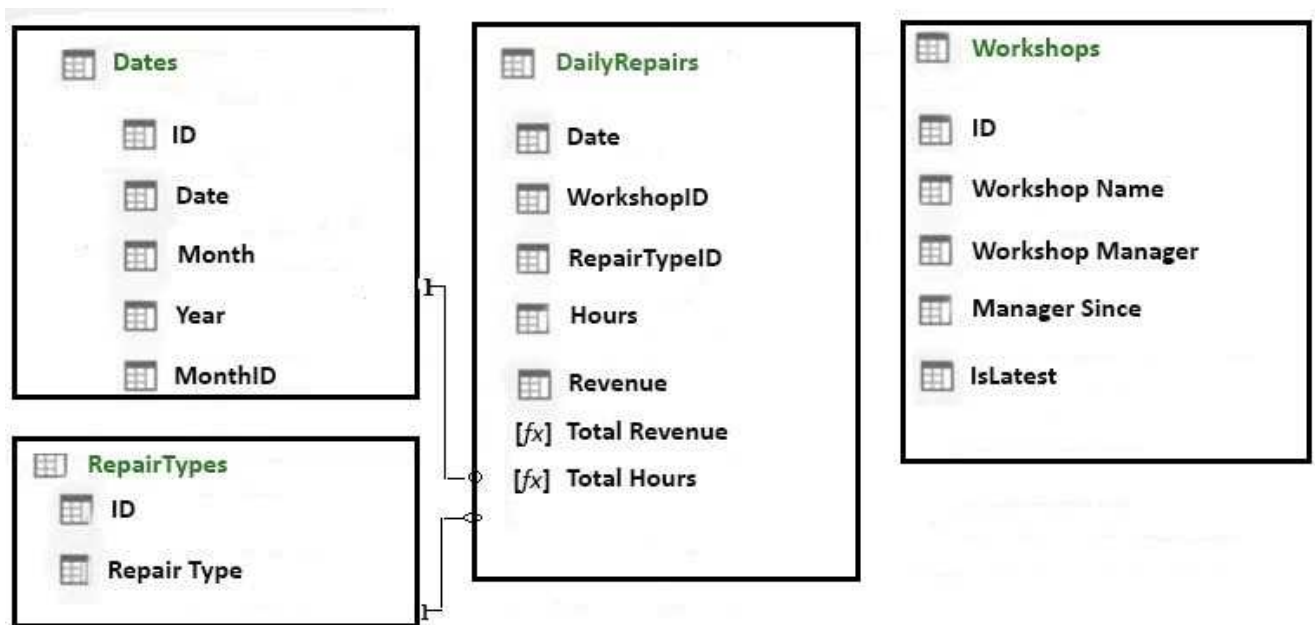 Dates
ID
Date
Month
Year
MonthID
1
RepairTypes
ID
Repair Type
1
DailyRepairs
Date
WorkshopID
RepairTypeID
Hours
Revenue
[fx] Total Revenue
[fx] Total Hours
Workshops
ID
Workshop Name
Workshop Manager
Manager Since
IsLatest